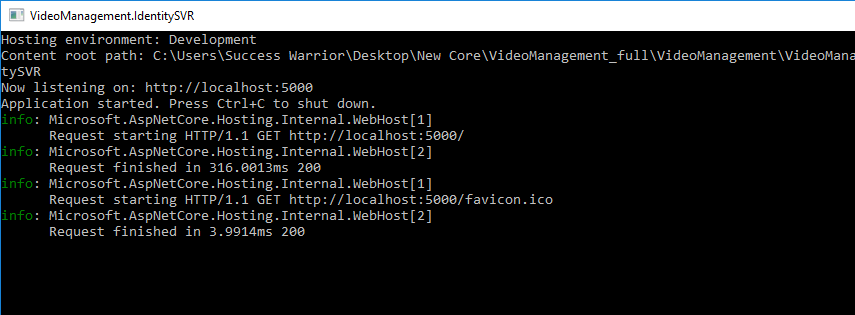 VideoManagement.IdentitySVR
Hosting environment: Development
Content root path: C:\Users\Success Warrior\Desktop\New Core\VideoManagement_full\VideoManagement\VideoMana
tySVR
Now listening on: http://localhost:5000
Application started. Press Ctrl+C to shut down.
info: Microsoft.AspNetCore.Hosting.Internal.WebHost[1]
      Request starting HTTP/1.1 GET http://localhost:5000/
info: Microsoft.AspNetCore.Hosting.Internal.WebHost[2]
      Request finished in 316.0013ms 200
info: Microsoft.AspNetCore.Hosting.Internal.WebHost[1]
      Request starting HTTP/1.1 GET http://localhost:5000/favicon.ico
info: Microsoft.AspNetCore.Hosting.Internal.WebHost[2]
      Request finished in 3.9914ms 200